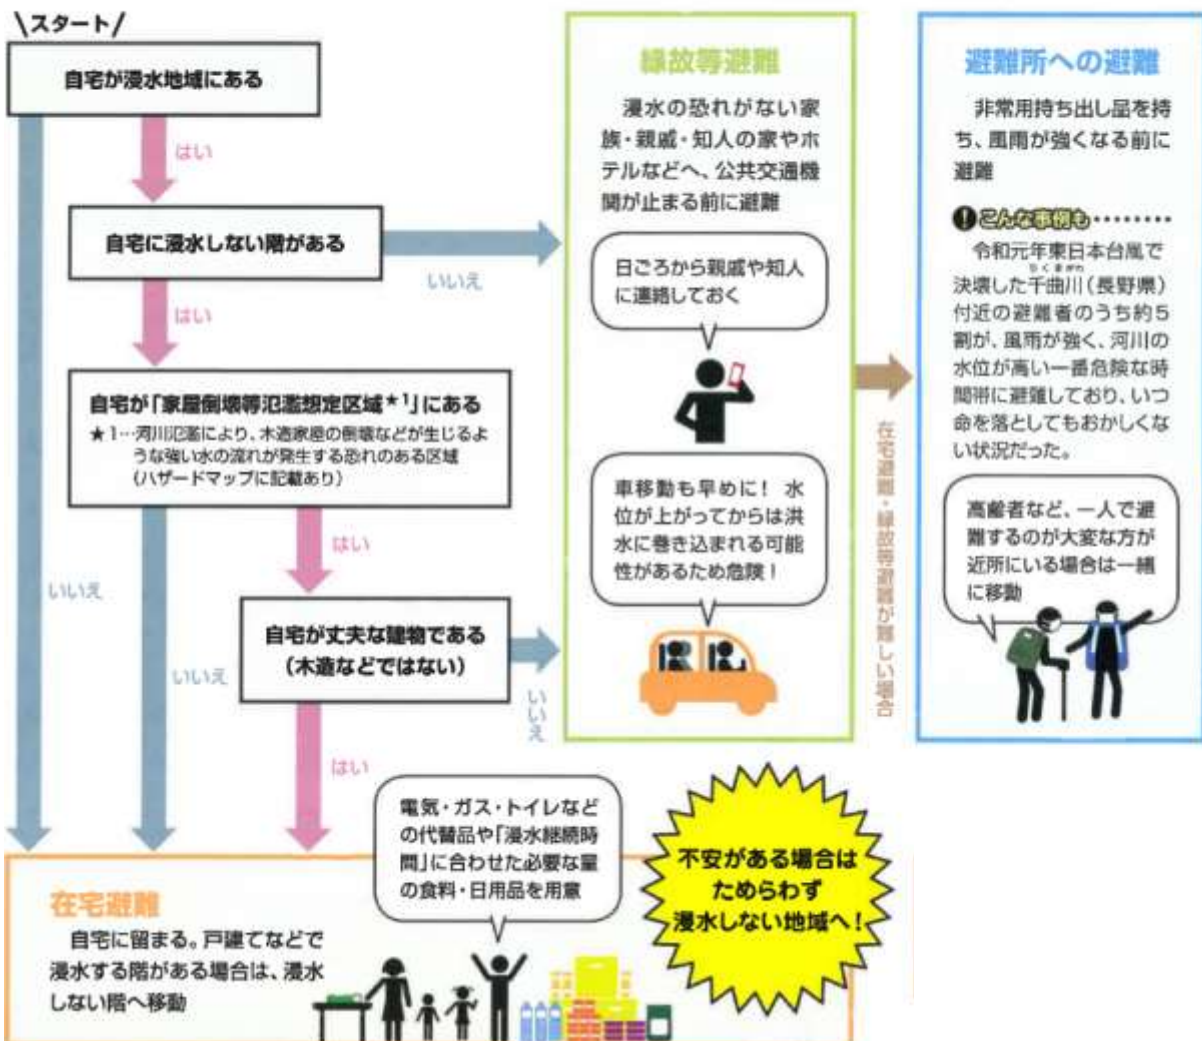 \スタート/
自宅が浸水地域にある
はい
いいえ
自宅に浸水しない階がある
いいえ
はい
自宅が「家屋倒壊等氾濫想定区域★1」にある
★1…河川氾濫により、木造家屋の倒壊などが生じるよ
うな強い水の流れが発生する恐れのある区域
(ハザードマップに記載あり)
はい
いいえ
自宅が丈夫な建物である
(木造などではない)
いいえ
はい
縁故等避難
浸水の恐れがない家
族・親戚・知人の家やホ
テルなどへ、公共交通機
関が止まる前に避難
日ごろから親戚や知人
に連絡しておく
車移動も早めに! 水
位が上がってからは洪
水に巻き込まれる可能
性があるため危険!
在宅避難・縁故等避難が難しい場合
避難所への避難
非常用持ち出し品を持
ち、風雨が強くなる前に
避難
!こんな事例も………
令和元年東日本台風で
ちくまがわ
決壊した千曲川(長野県)
付近の避難者のうち約5
割が、風雨が強く、河川の
水位が高い一番危険な時
間帯に避難しており、いつ
命を落としてもおかしくな
い状況だった。
高齢者など、一人で避
難するのが大変な方が
近所にいる場合は一緒
に移動
在宅避難
自宅に留まる。戸建てなどで
浸水する階がある場合は、浸水
しない階へ移動
電気・ガス・トイレなど
の代替品や「浸水継続時
間」に合わせた必要な量
の食料・日用品を用意
不安がある場合は
ためらわず
浸水しない地域へ!